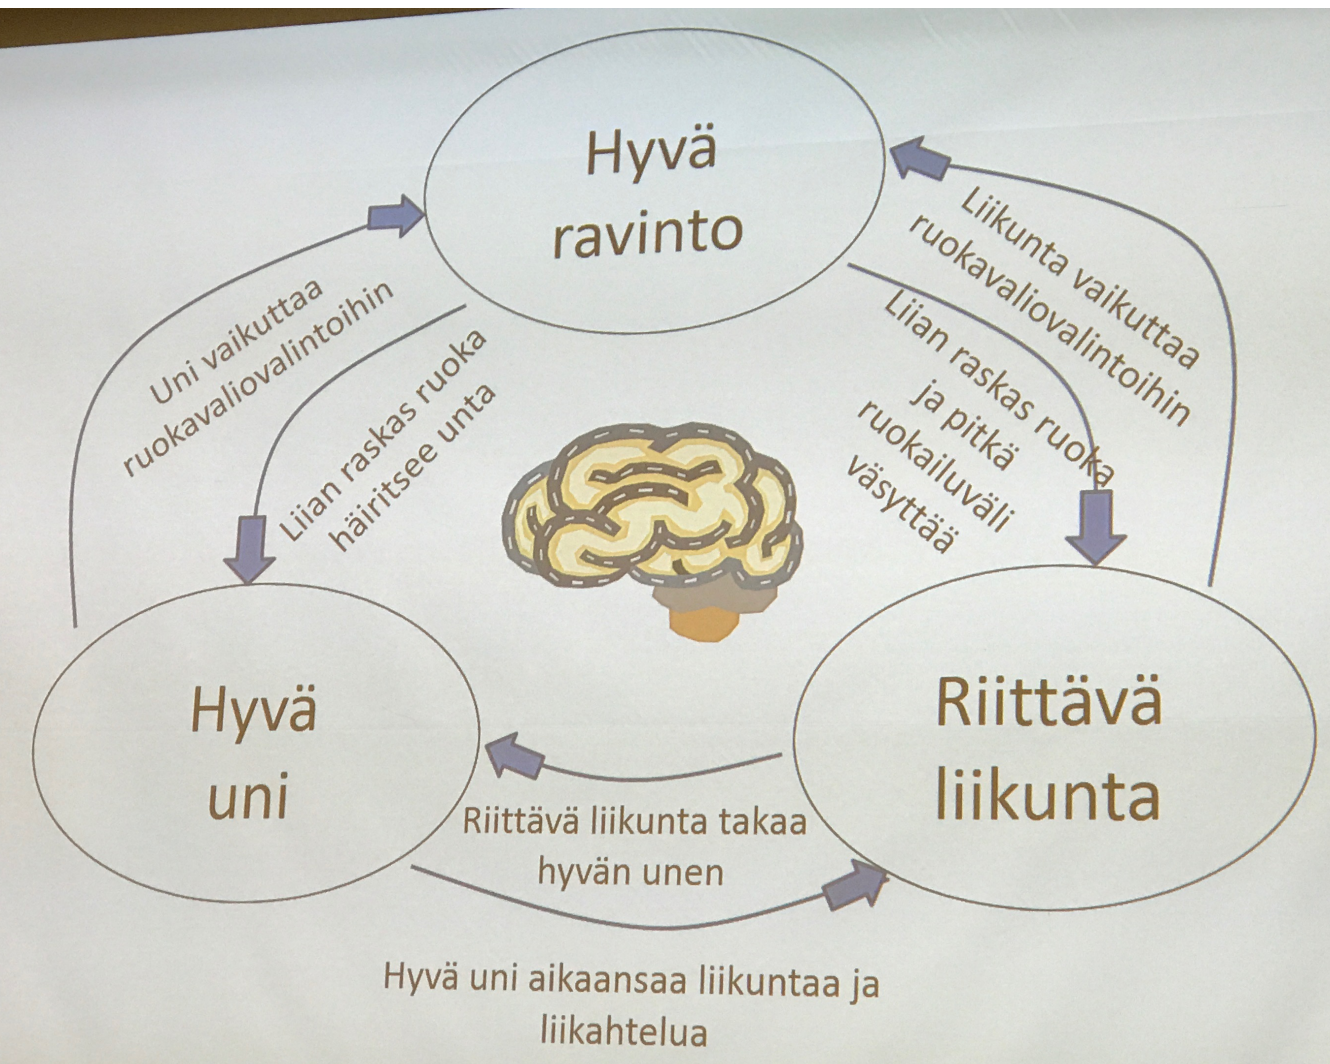 Hyvä
ravinto
Uni vaikuttaa
ruokavaliovalintoihin
Liian raskas ruoka
häiritsee unta
Liikunta vaikuttaa
ruokavaliovalintoihin
Liian raskas ruoka
ja pitkä
ruokailuväli
väsyttää
Hyvä
uni
Riittävä
liikunta
Riittävä liikunta takaa
hyvän unen
Hyvä uni aikaansaa liikuntaa ja
liikahtelua